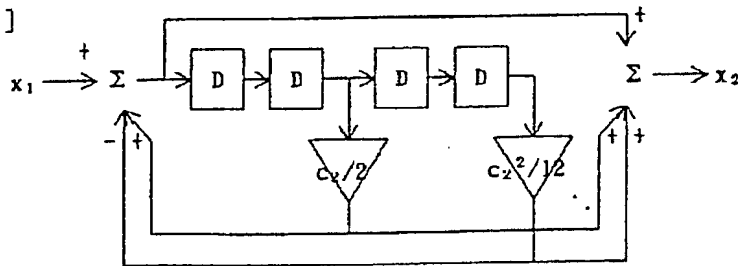 ]
+
+
x₁ Σ D D D D Σ x₂
- + + +
c₂/2 c₂²/12